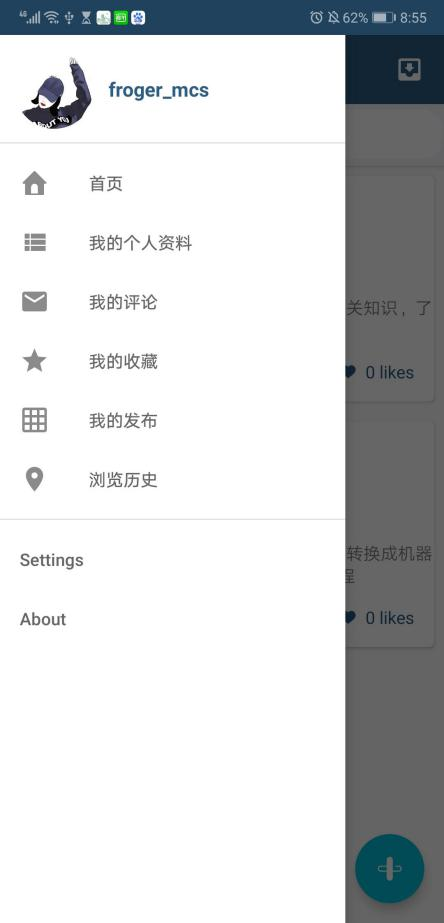 4G 62% 8:55
froger_mcs
首页
我的个人资料
我的评论
我的收藏
我的发布
浏览历史
Settings
About
关知识，了
0 likes
转换成机器
程
0 likes